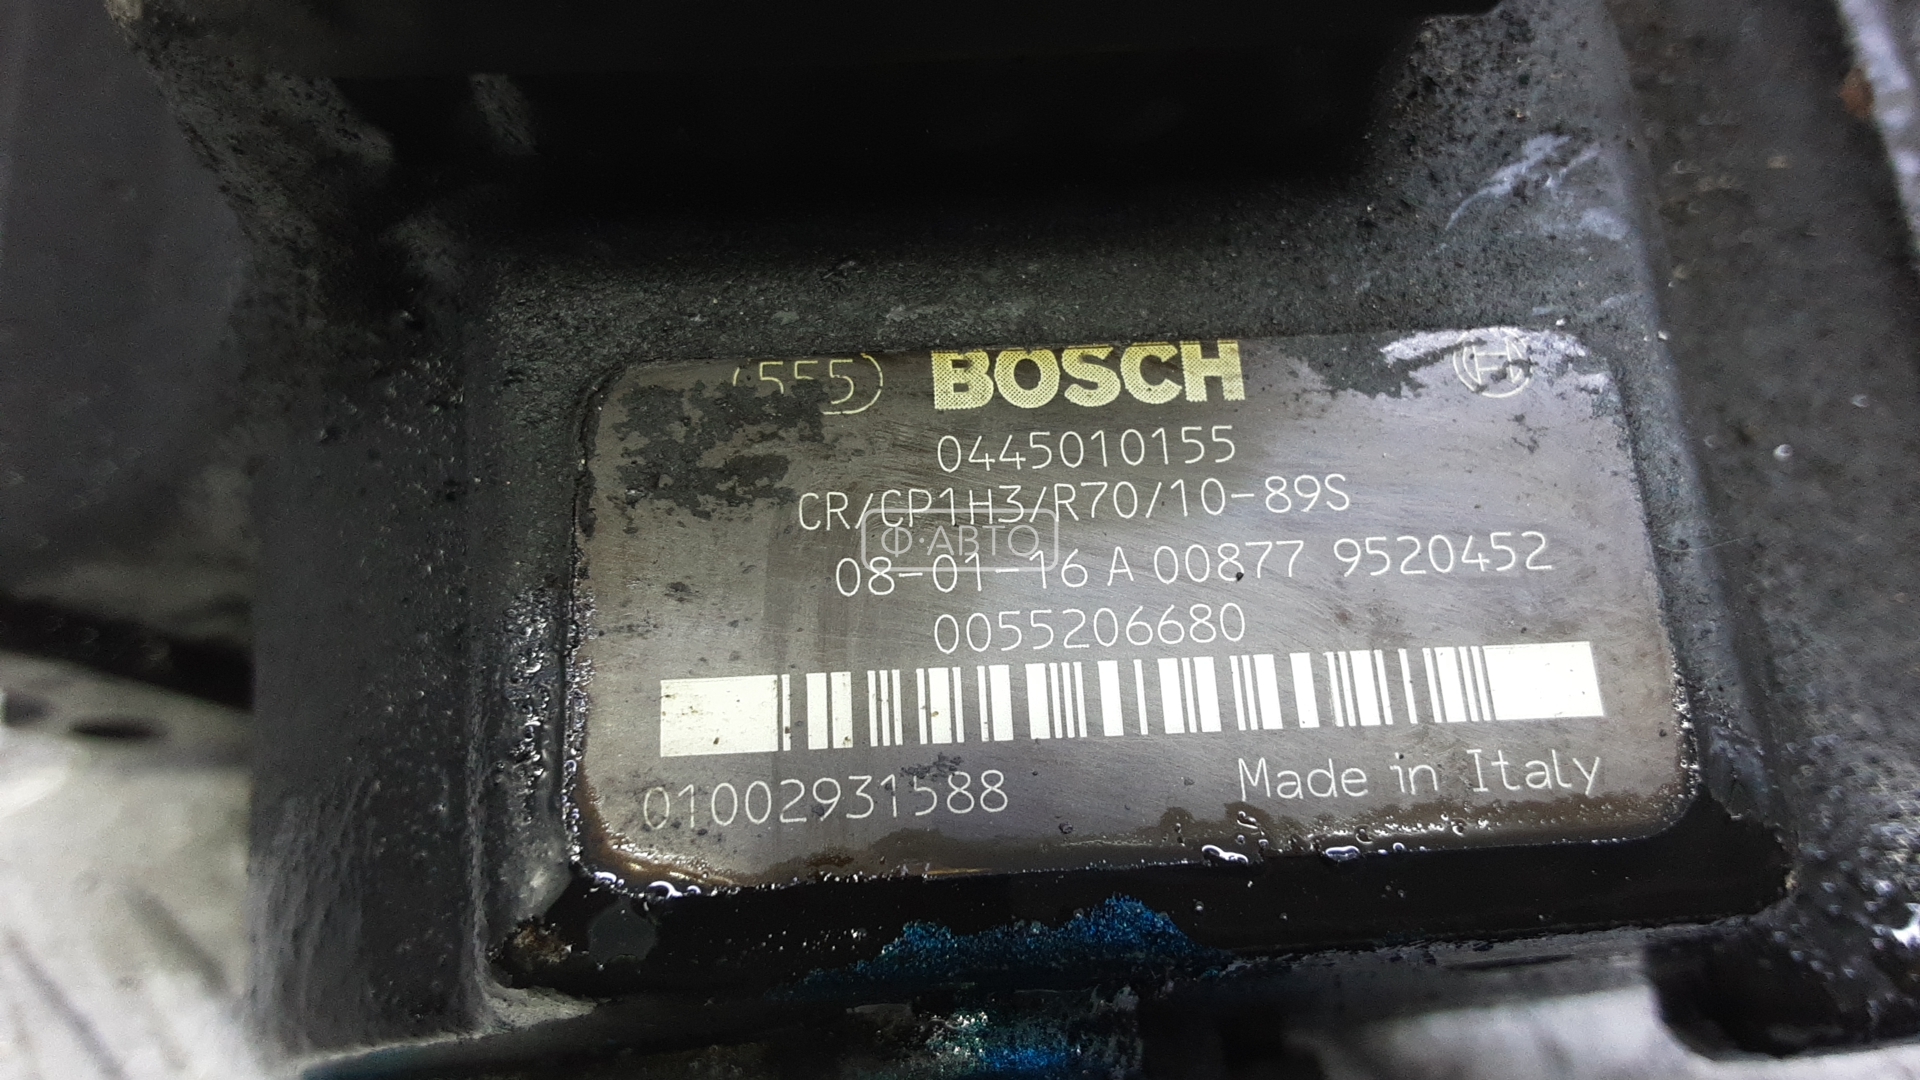 555 BOSCH
0445010155
CR/CP1H3/R70/10-89S
Ф·АВТО
08-01-16 A 00877 9520452
0055206680
01002931588 Made in Italy